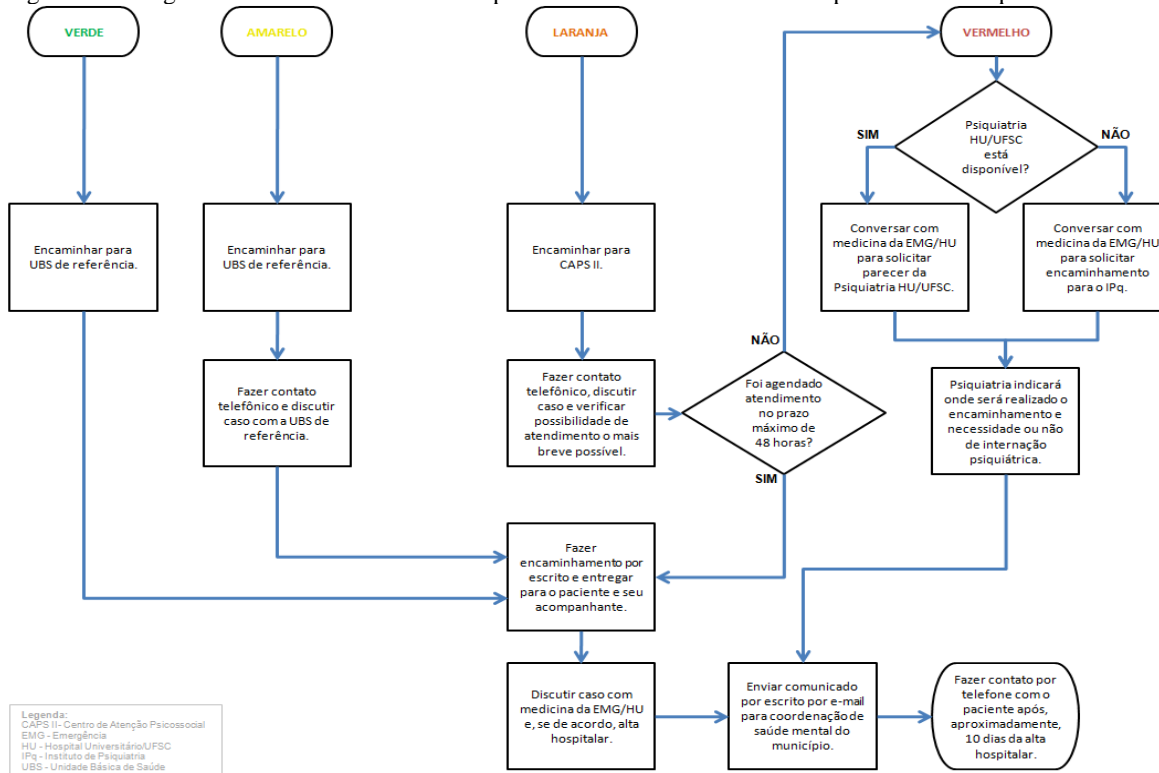 VERDE
AMARELO
LARANJA
VERMELHO
SIM
Psiquiatria
HU/UFSC
está
disponível?
NÃO
Encaminhar para
UBS de referência.
Encaminhar para
UBS de referência.
Encaminhar para
CAPS II.
Conversar com
medicina da EMG/HU
para solicitar
parecer da
Psiquiatria HU/UFSC.
Conversar com
medicina da EMG/HU
para solicitar
encaminhamento
para o IPq.
NÃO
Fazer contato
telefônico e discutir
caso com a UBS de
referência.
Fazer contato
telefônico, discutir
caso e verificar
possibilidade de
atendimento o mais
breve possível.
Foi agendado
atendimento
no prazo
máximo de
48 horas?
Psiquiatria indicará
onde será realizado o
encaminhamento e
necessidade ou não
de internação
psiquiátrica.
SIM
Fazer
encaminhamento por
escrito e entregar
para o paciente e seu
acompanhante.
Discutir caso com
medicina da EMG/HU
e, se de acordo, alta
hospitalar.
Enviar comunicado
por escrito por e-mail
para coordenação de
saúde mental do
município.
Fazer contato por
telefone com o
paciente após,
aproximadamente,
10 dias da alta
hospitalar.
Legenda:
CAPS II- Centro de Atenção Psicossocial
EMG - Emergência
HU - Hospital Universitário/UFSC
IPq - Instituto de Psiquiátria
UBS - Unidade Básica de Saúde